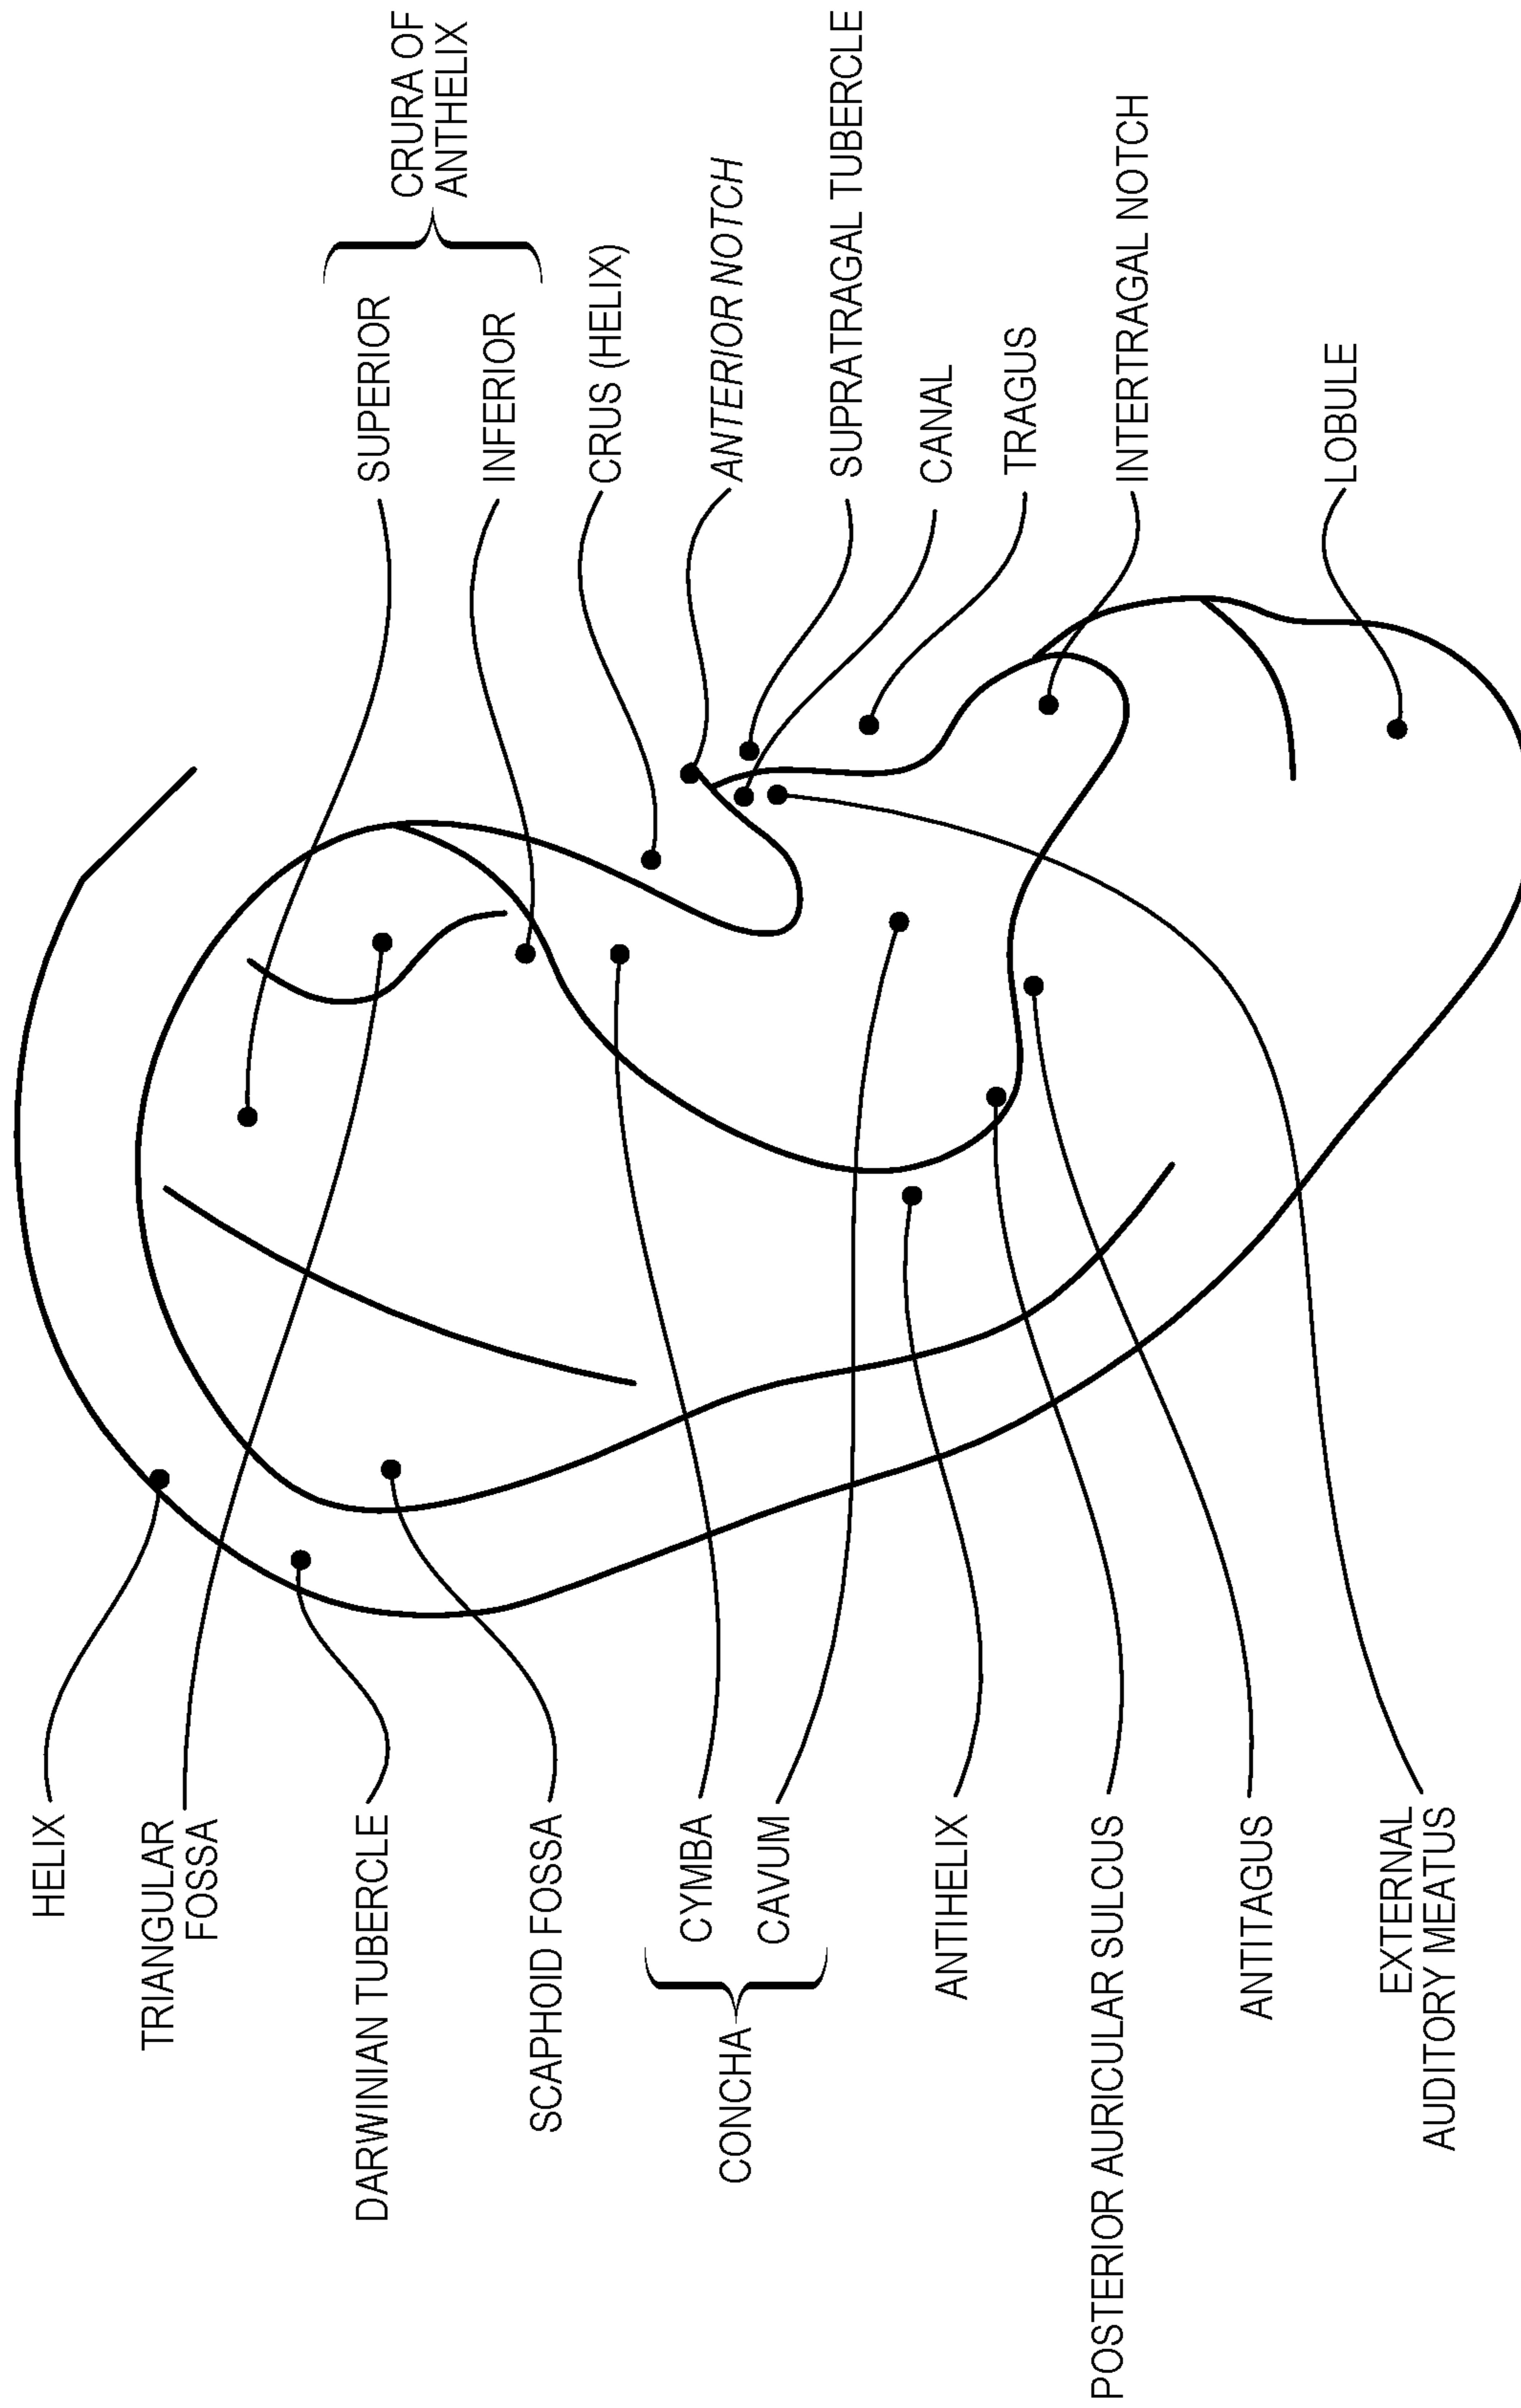 HELIX
TRIANGULAR
FOSSA
DARWINIAN TUBERCLE
SCAPHOID FOSSA
CONCHA
CYMBA
CAVUM
ANTIHELIX
POSTERIOR AURICULAR SULCUS
ANTITAGUS
EXTERNAL
AUDITORY MEATUS
CRURA OF
ANTHELIX
SUPERIOR
INFERIOR
CRUS (HELIX)
ANTERIOR NOTCH
SUPRATRAGAL TUBERCLE
CANAL
TRAGUS
INTERTRAGAL NOTCH
LOBULE